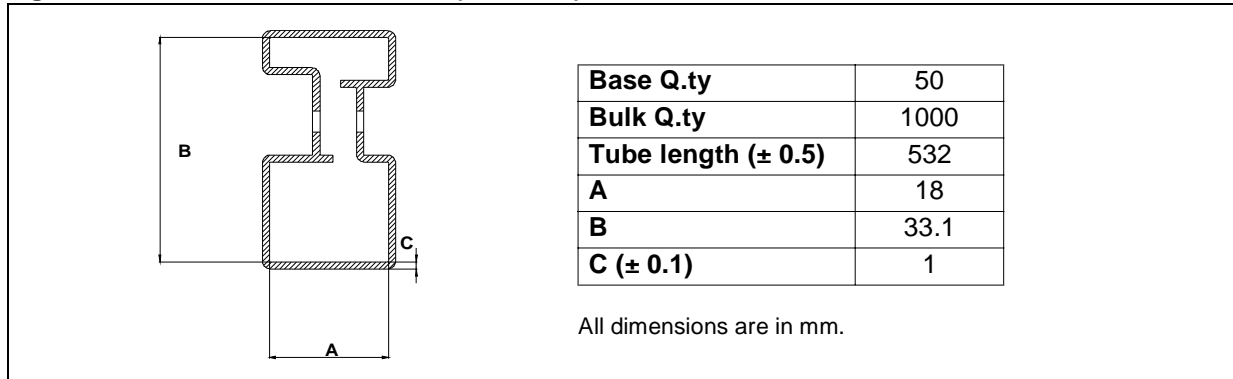 B
C
A
Base Q.ty 50
Bulk Q.ty 1000
Tube length (± 0.5) 532
A 18
B 33.1
C (± 0.1) 1
All dimensions are in mm.